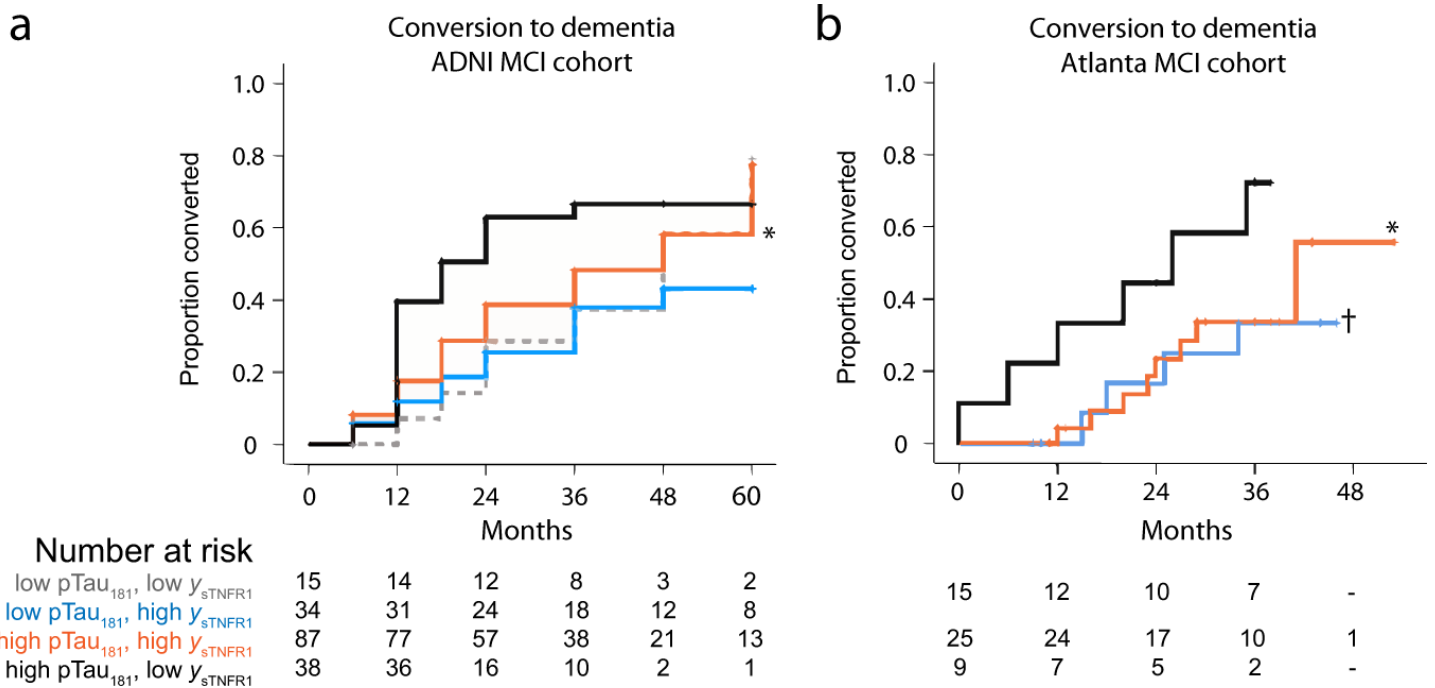 a
Conversion to dementia
ADNI MCI cohort
1.0
0.8
0.6
0.4
0.2
0
Proportion converted
*
0 12 24 36 48 60
Months
b
Conversion to dementia
Atlanta MCI cohort
1.0
0.8
0.6
0.4
0.2
0
Proportion converted
*
†
0 12 24 36 48
Months
Number at risk
low pTau181, low ysTNFR1 15 14 12 8 3 2
low pTau181, high ysTNFR1 34 31 24 18 12 8 15 12 10 7 -
high pTau181, high ysTNFR1 87 77 57 38 21 13 25 24 17 10 1
high pTau181, low ysTNFR1 38 36 16 10 2 1 9 7 5 2 -